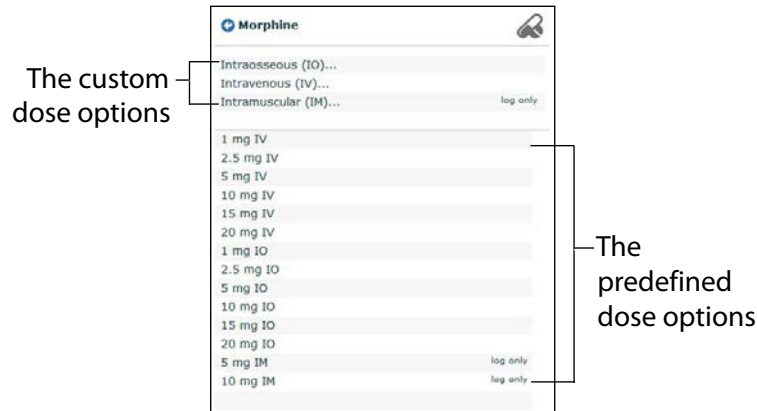 Morphine
Intraosseous (IO)...
Intravenous (IV)...
Intramuscular (IM)... log only
The custom
dose options
1 mg IV
2.5 mg IV
5 mg IV
10 mg IV
15 mg IV
20 mg IV
1 mg IO
2.5 mg IO
5 mg IO
10 mg IO
15 mg IO
20 mg IO
5 mg IM log only
10 mg IM log only
The
predefined
dose options